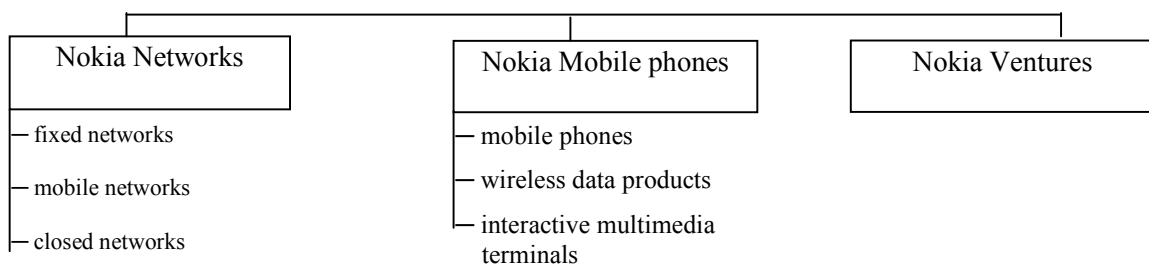 Nokia Networks
fixed networks
mobile networks
closed networks
Nokia Mobile phones
mobile phones
wireless data products
interactive multimedia
terminals
Nokia Ventures